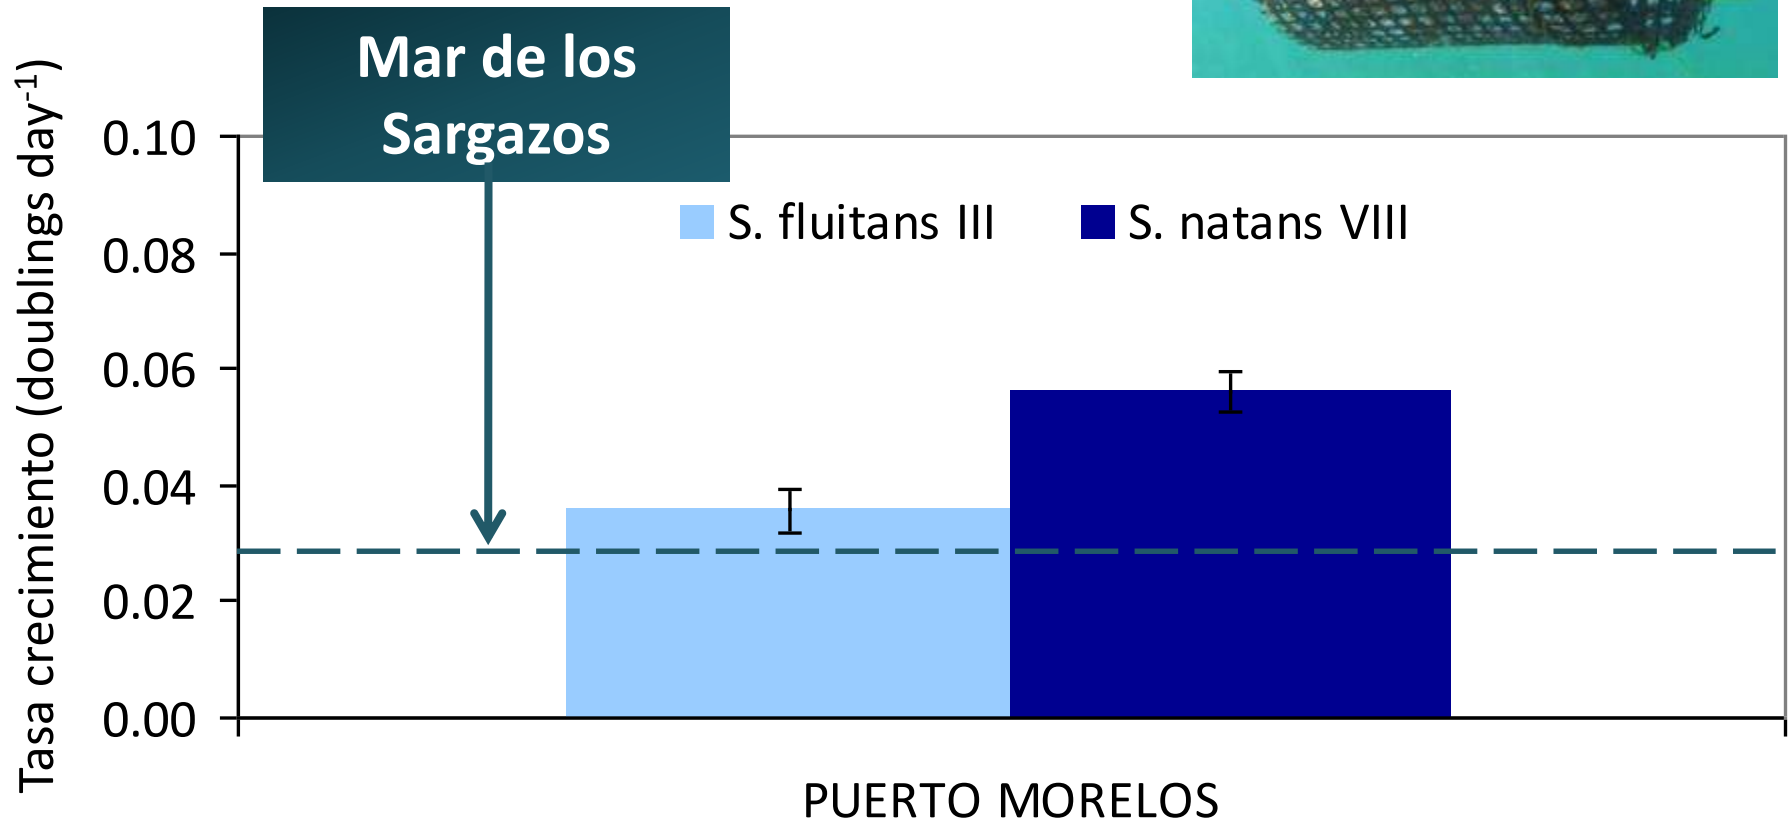 Mar de los
Sargazos
Tasa crecimiento (doublings day-1)
0.10
0.08
0.06
0.04
0.02
0.00
S. fluitans III
S. natans VIII
PUERTO MORELOS